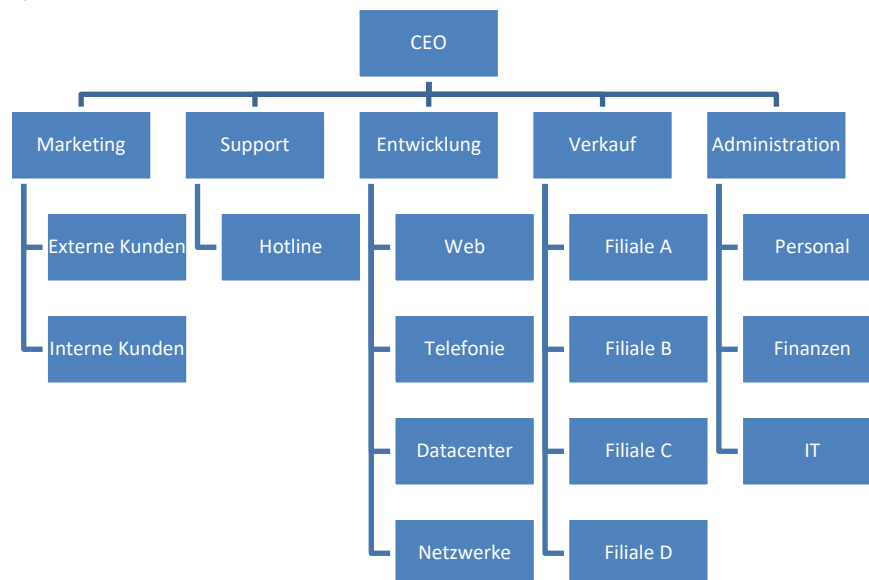 CEO
Marketing
Support
Entwicklung
Verkauf
Administration
Externe Kunden
Hotline
Web
Filiale A
Personal
Interne Kunden
Telefonie
Filiale B
Finanzen
Datacenter
Filiale C
IT
Netzwerke
Filiale D